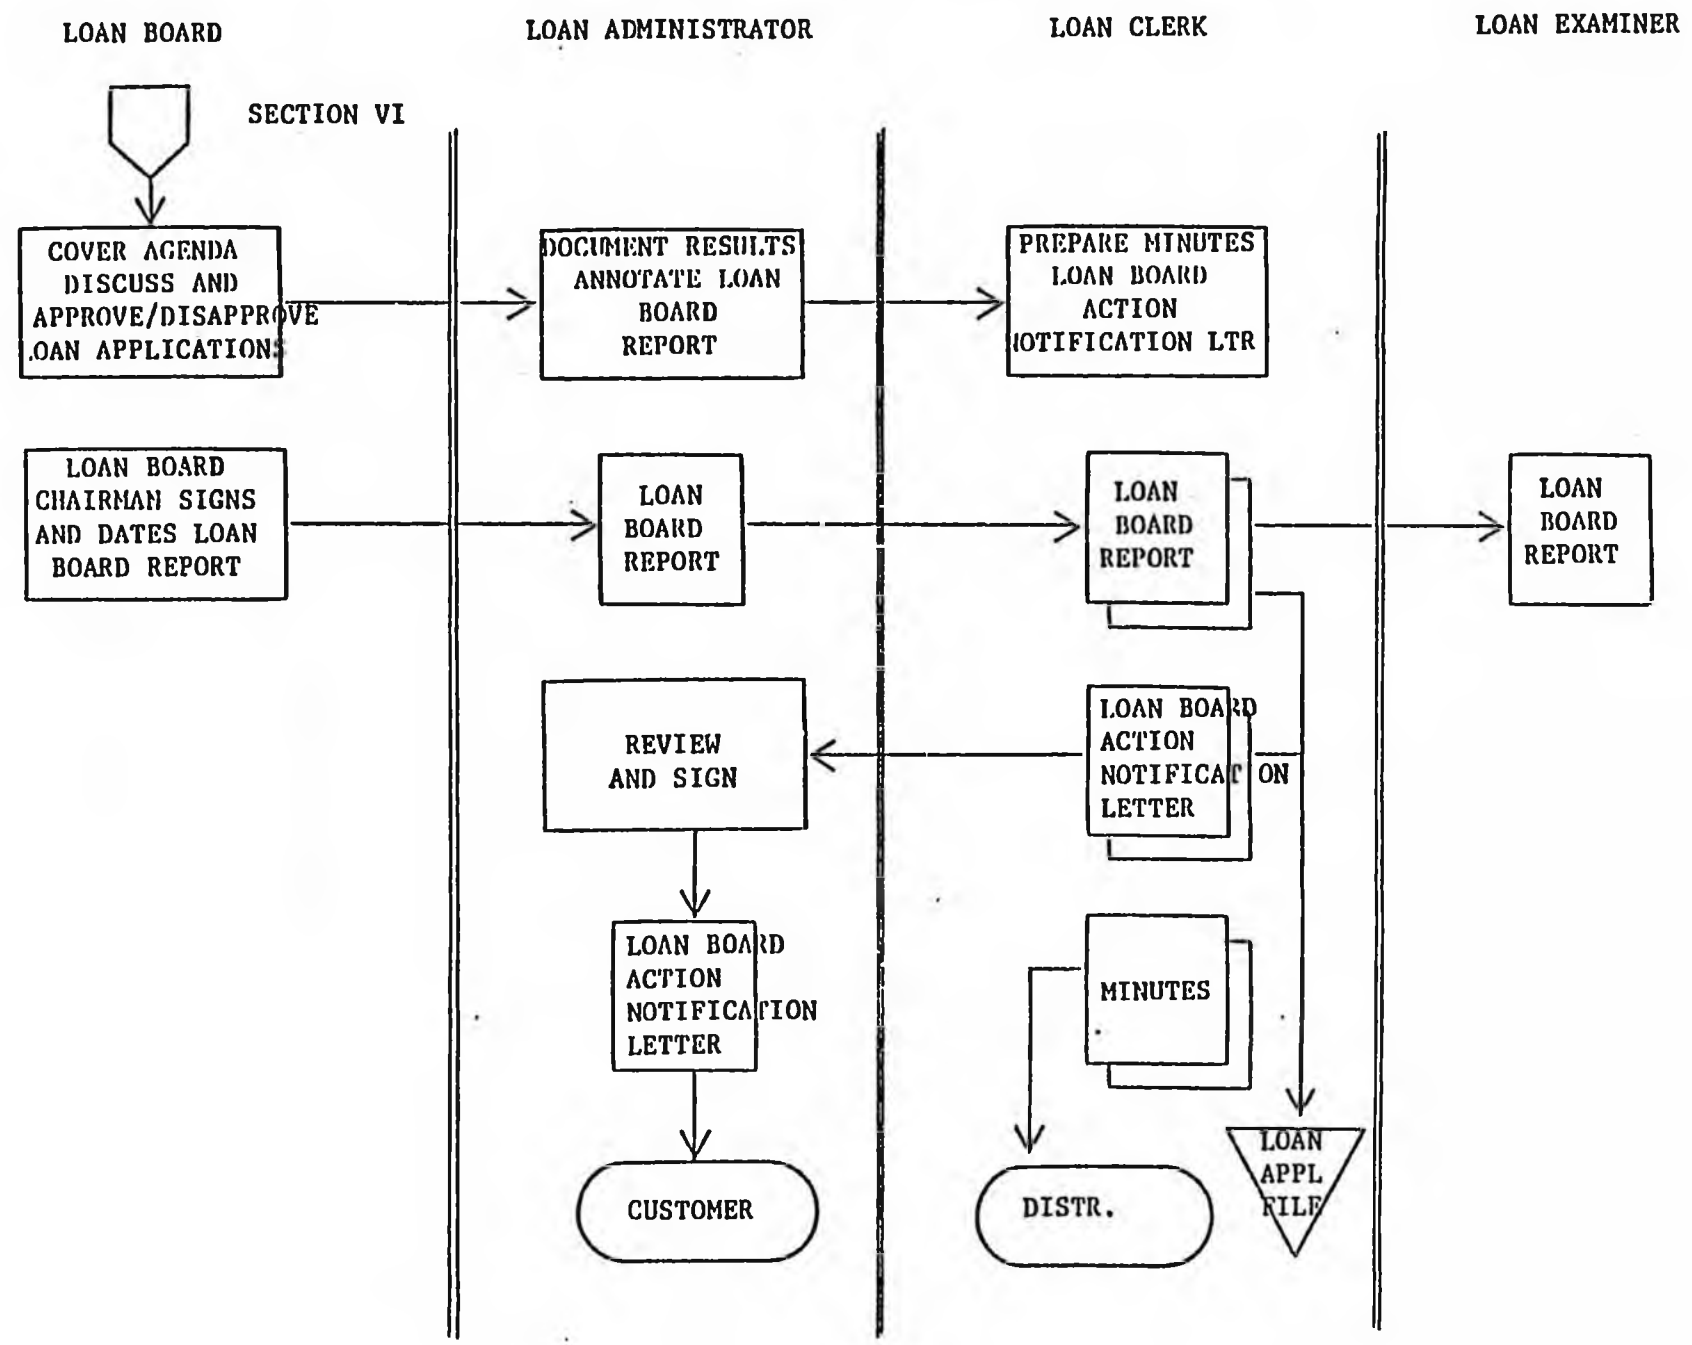 LOAN BOARD
LOAN ADMINISTRATOR
LOAN CLERK
LOAN EXAMINER
SECTION VI
COVER AGENDA
DISCUSS AND
APPROVE/DISAPPROVE
LOAN APPLICATIONS
DOCUMENT RESULTS
ANNOTATE LOAN
BOARD
REPORT
PREPARE MINUTES
LOAN BOARD
ACTION
NOTIFICATION LTR
LOAN BOARD
CHAIRMAN SIGNS
AND DATES LOAN
BOARD REPORT
LOAN
BOARD
REPORT
LOAN
BOARD
REPORT
LOAN
BOARD
REPORT
REVIEW
AND SIGN
LOAN BOARD
ACTION
NOTIFICATION
LETTER
LOAN BOARD
ACTION
NOTIFICATION
LETTER
MINUTES
CUSTOMER
DISTR.
LOAN
APPL
FILE